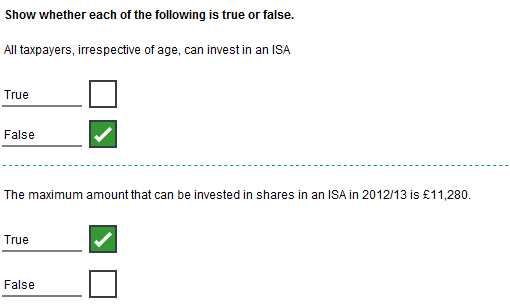 Show whether each of the following is true or false.
All taxpayers, irrespective of age, can invest in an ISA
True
False
The maximum amount that can be invested in shares in an ISA in 2012/13 is £11,280.
True
False